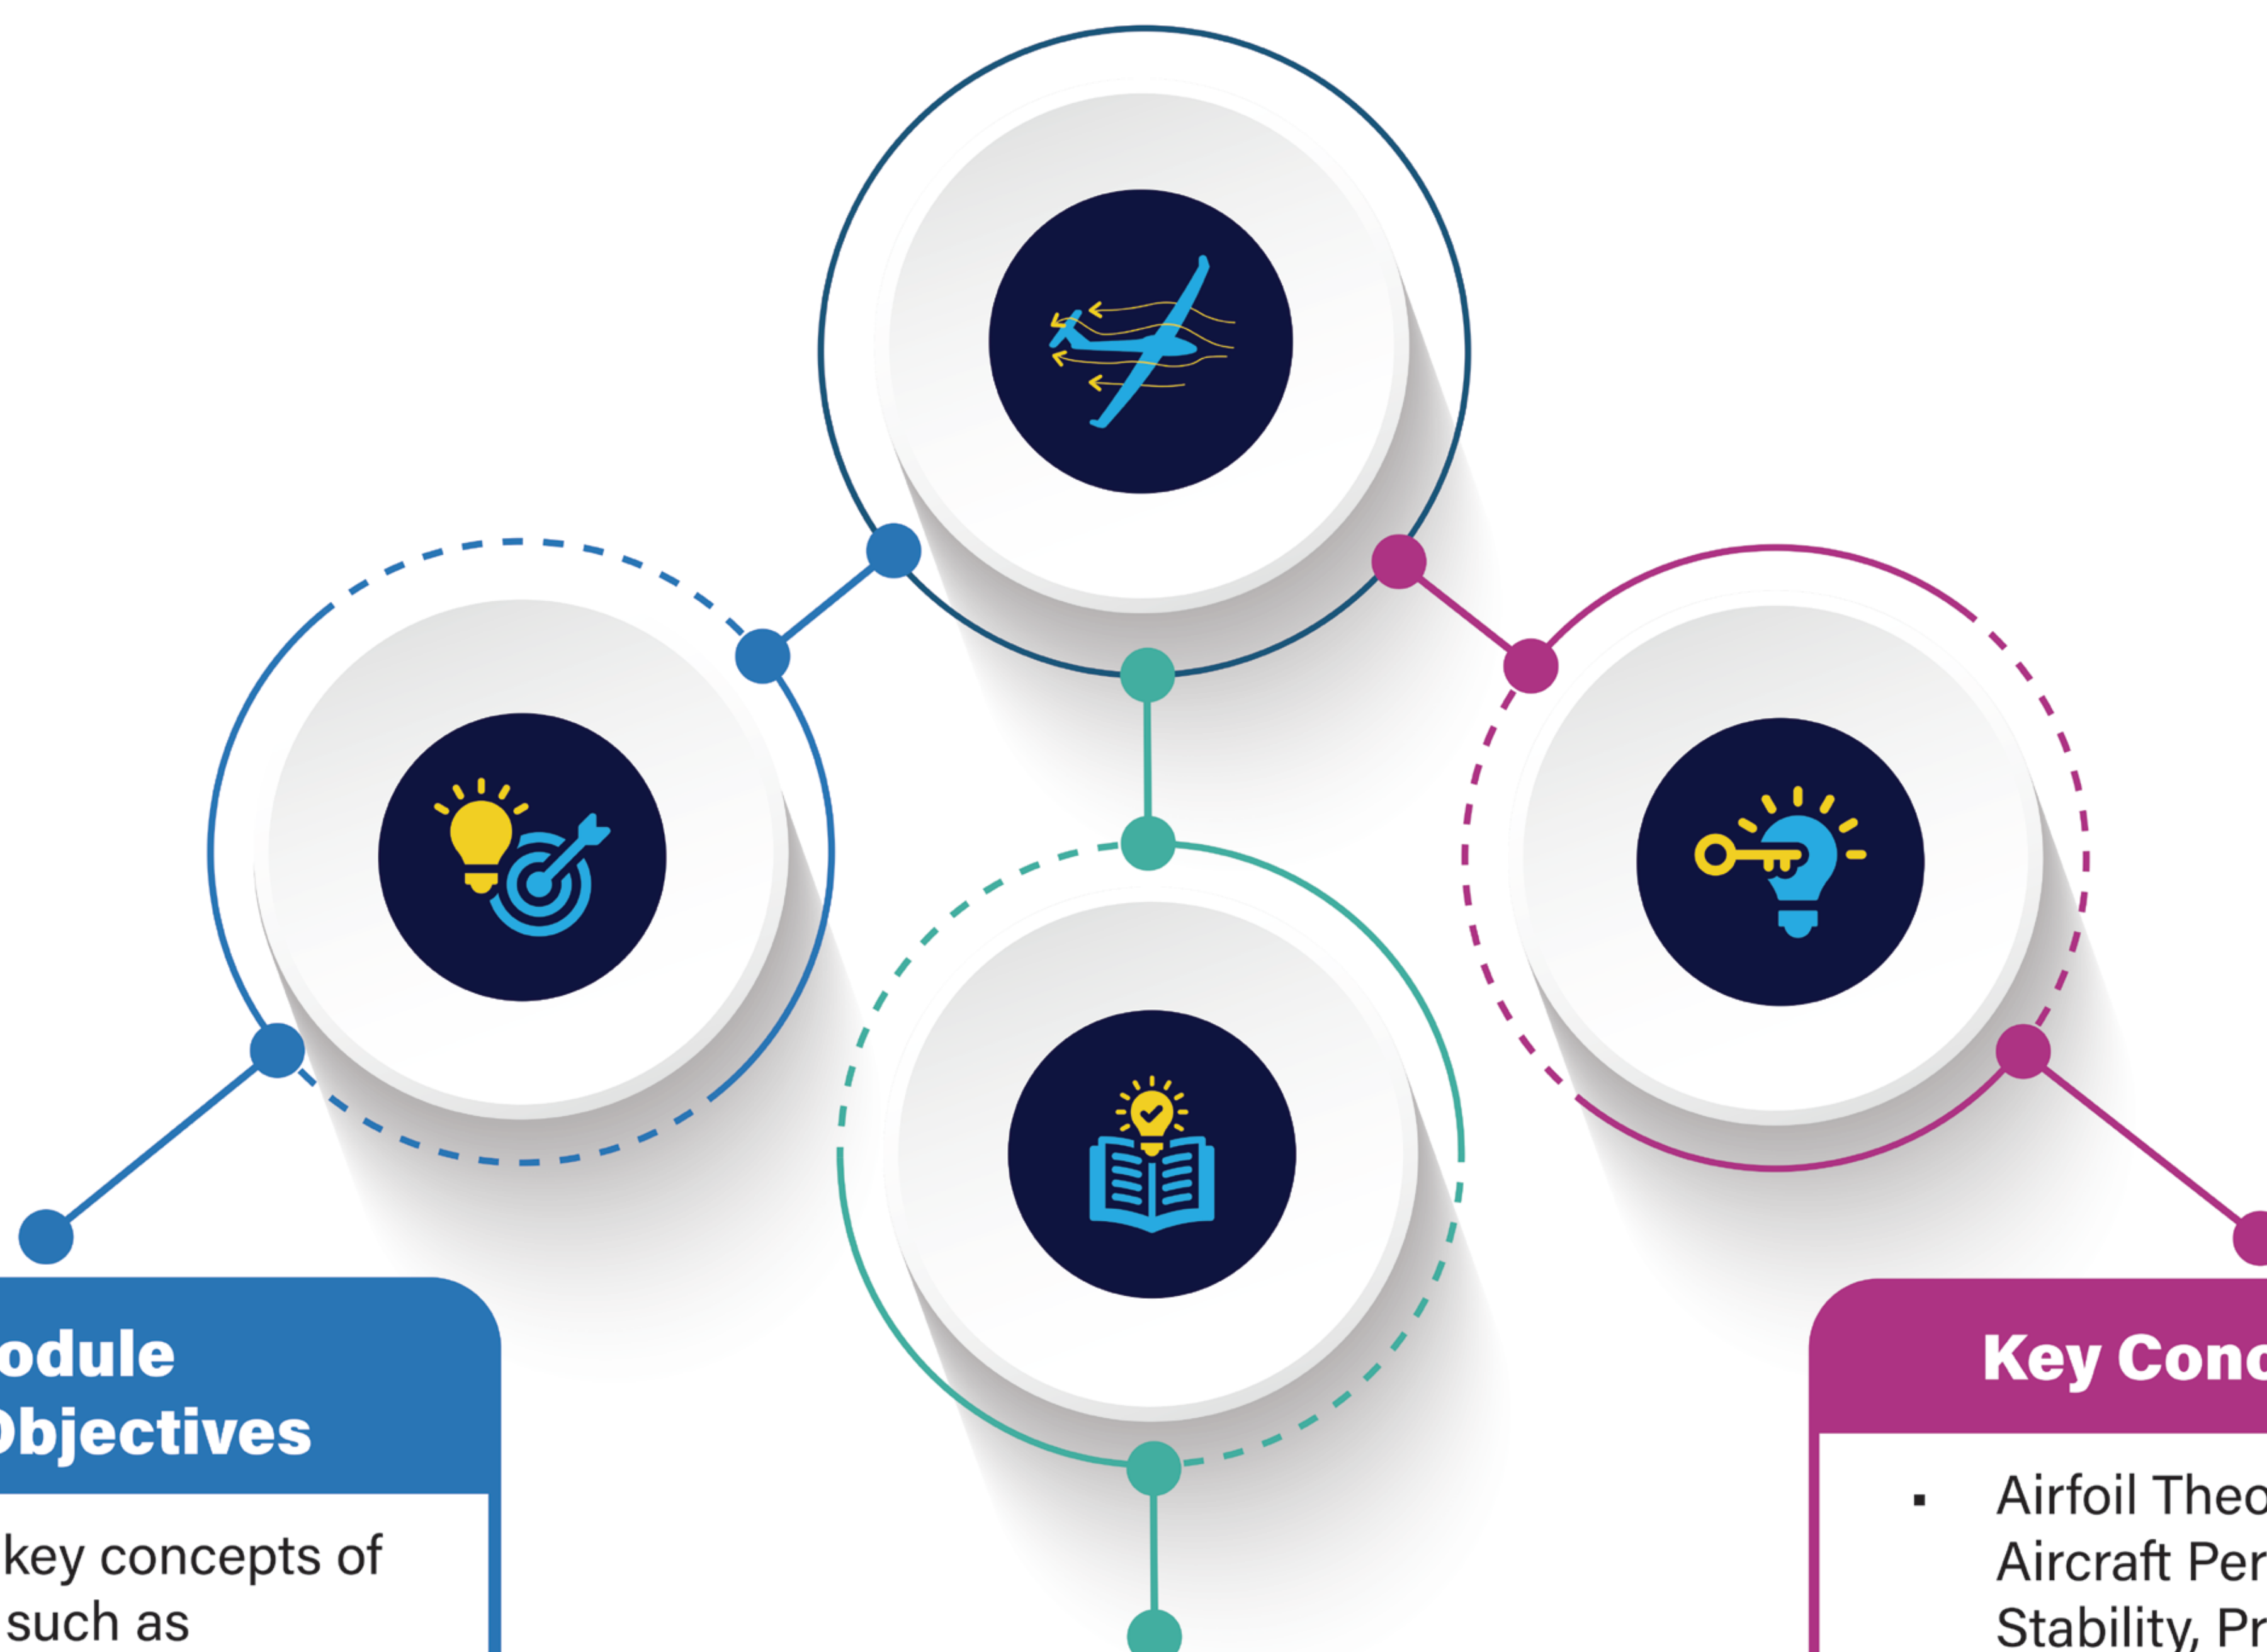 odule
Objectives
key concepts of
such as
Key Conc
Airfoil Theo
Aircraft Per
Stability, Pr